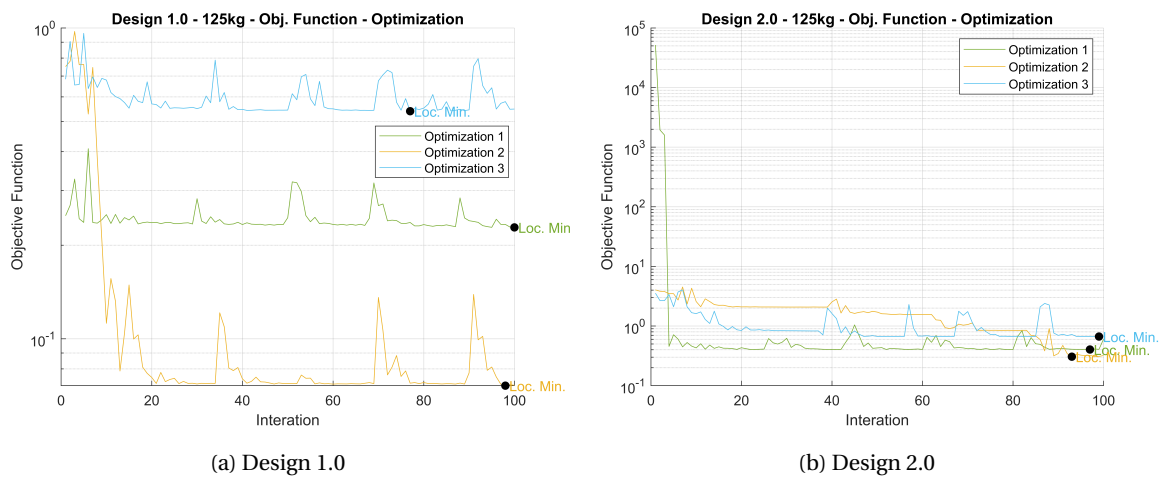 Design 1.0 - 125kg - Obj. Function - Optimization
10^0
10^-1
Objective Function
0
20
40
60
80
100
Interation
Optimization 1
Optimization 2
Optimization 3
Loc. Min.
Loc. Min
Loc. Min.
(a) Design 1.0
Design 2.0 - 125kg - Obj. Function - Optimization
10^5
10^4
10^3
10^2
10^1
10^0
10^-1
Objective Function
0
20
40
60
80
100
Interation
Optimization 1
Optimization 2
Optimization 3
Loc. Min.
Loc. Min.
Loc. Min.
(b) Design 2.0